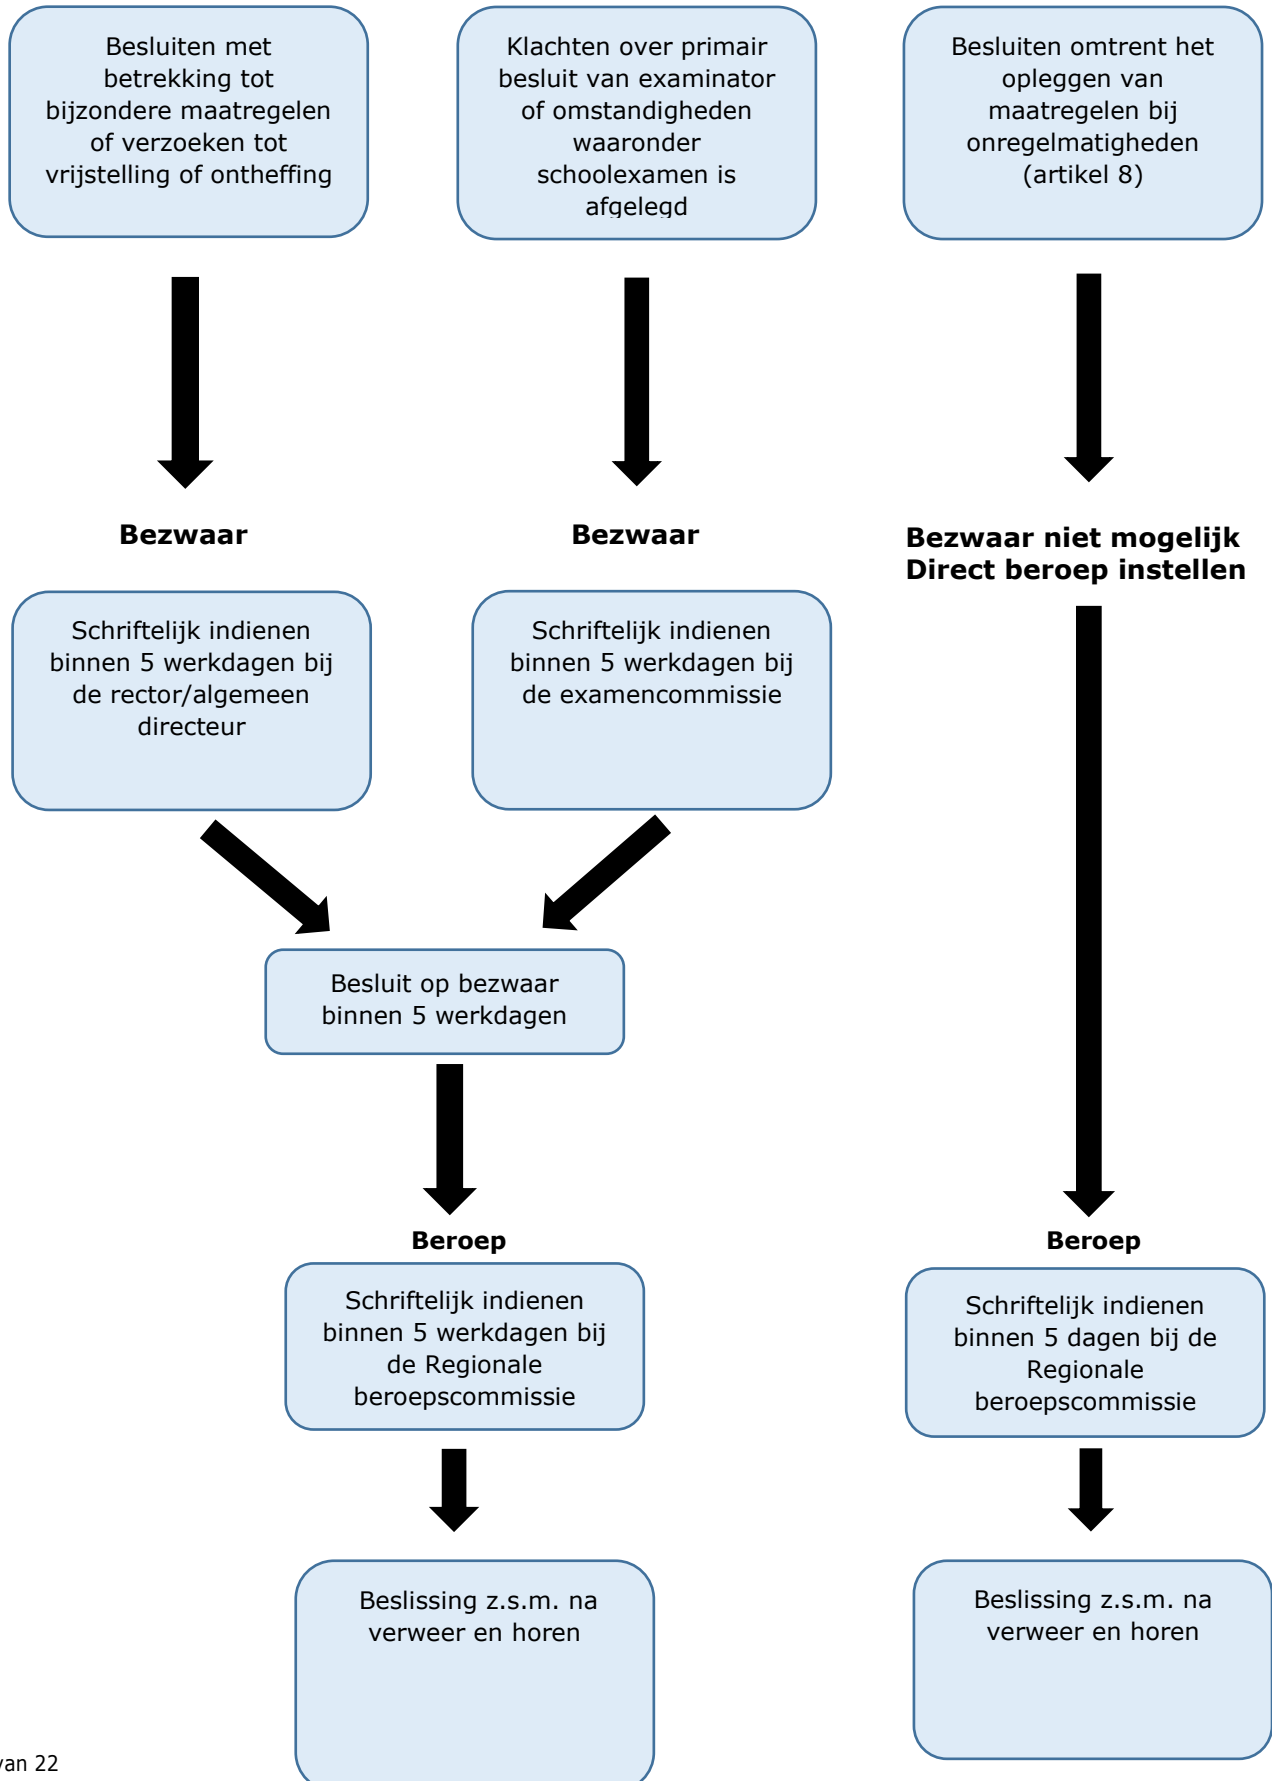 Besluiten met
betrekking tot
bijzondere maatregelen
of verzoeken tot
vrijstelling of ontheffing
Klachten over primair
besluit van examinator
of omstandigheden
waaronder
schoolexamen is
afgelegd
Besluiten omtrent het
opleggen van
maatregelen bij
onregelmatigheden
(artikel 8)
Bezwaar
Bezwaar
Bezwaar niet mogelijk
Direct beroep instellen
Schriftelijk indienen
binnen 5 werkdagen bij
de rector/algemeen
directeur
Schriftelijk indienen
binnen 5 werkdagen bij
de examencommissie
Besluit op bezwaar
binnen 5 werkdagen
Beroep
Beroep
Schriftelijk indienen
binnen 5 werkdagen bij
de Regionale
beroepscommissie
Schriftelijk indienen
binnen 5 dagen bij de
Regionale
beroepscommissie
Beslissing z.s.m. na
verweer en horen
Beslissing z.s.m. na
verweer en horen
van 22